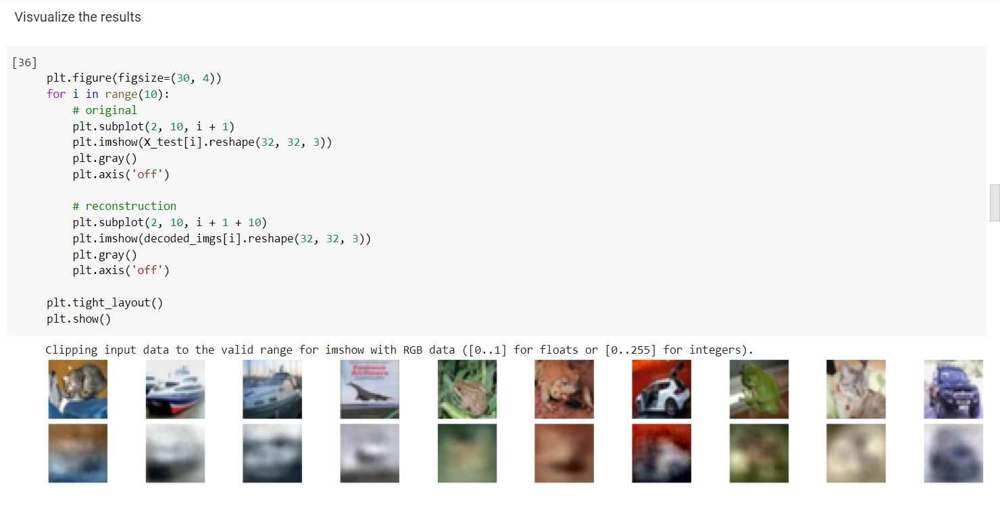 Visvualize the results
[36]
plt.figure(figsize=(30, 4))
for i in range(10):
    # original
    plt.subplot(2, 10, i + 1)
    plt.imshow(X_test[i].reshape(32, 32, 3))
    plt.gray()
    plt.axis('off')

    # reconstruction
    plt.subplot(2, 10, i + 1 + 10)
    plt.imshow(decoded_imgs[i].reshape(32, 32, 3))
    plt.gray()
    plt.axis('off')

plt.tight_layout()
plt.show()
Clipping input data to the valid range for imshow with RGB data ([0..1] for floats or [0..255] for integers).